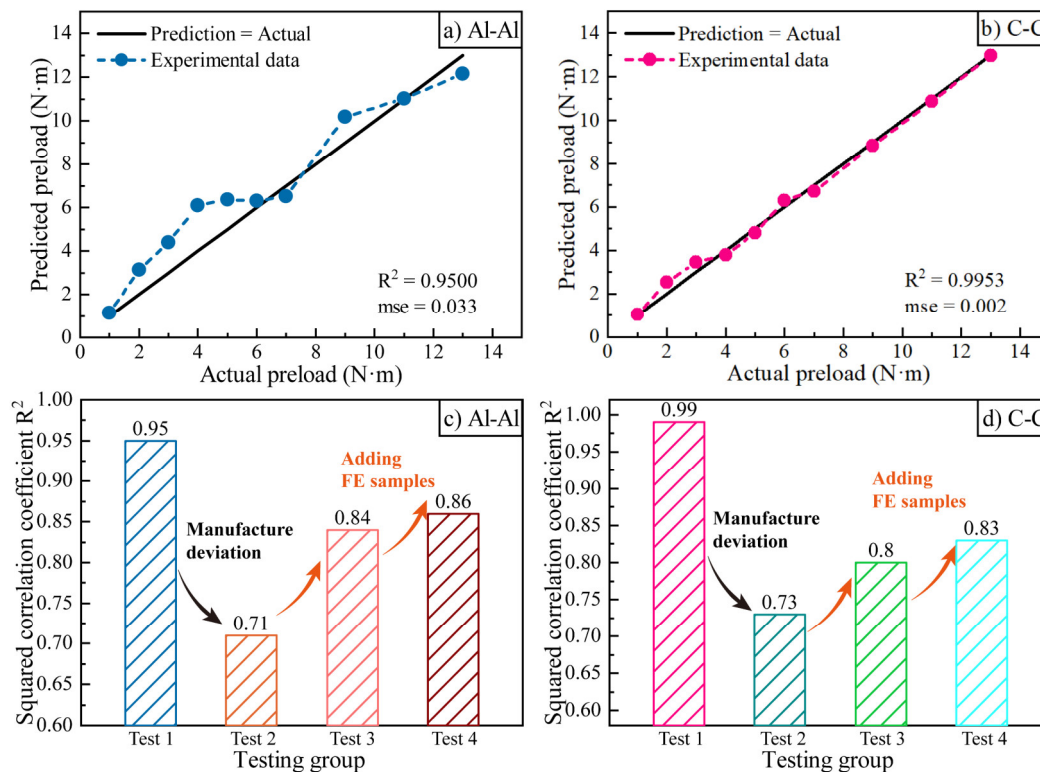 a) Al-Al
Prediction = Actual
Experimental data
Predicted preload (N·m)
14
12
10
8
6
4
2
0
R² = 0.9500
mse = 0.033
0 2 4 6 8 10 12 14
Actual preload (N·m)
b) C-C
Prediction = Actual
Experimental data
Predicted preload (N·m)
14
12
10
8
6
4
2
0
R² = 0.9953
mse = 0.002
0 2 4 6 8 10 12 14
Actual preload (N·m)
c) Al-Al
Squared correlation coefficient R²
1.00
0.95
0.90
0.85
0.80
0.75
0.70
0.65
0.60
0.95
0.71
0.84
0.86
Manufacture
deviation
Adding
FE samples
Test 1 Test 2 Test 3 Test 4
Testing group
d) C-C
Squared correlation coefficient R²
1.00
0.95
0.90
0.85
0.80
0.75
0.70
0.65
0.60
0.99
0.73
0.8
0.83
Manufacture
deviation
Adding
FE samples
Test 1 Test 2 Test 3 Test 4
Testing group